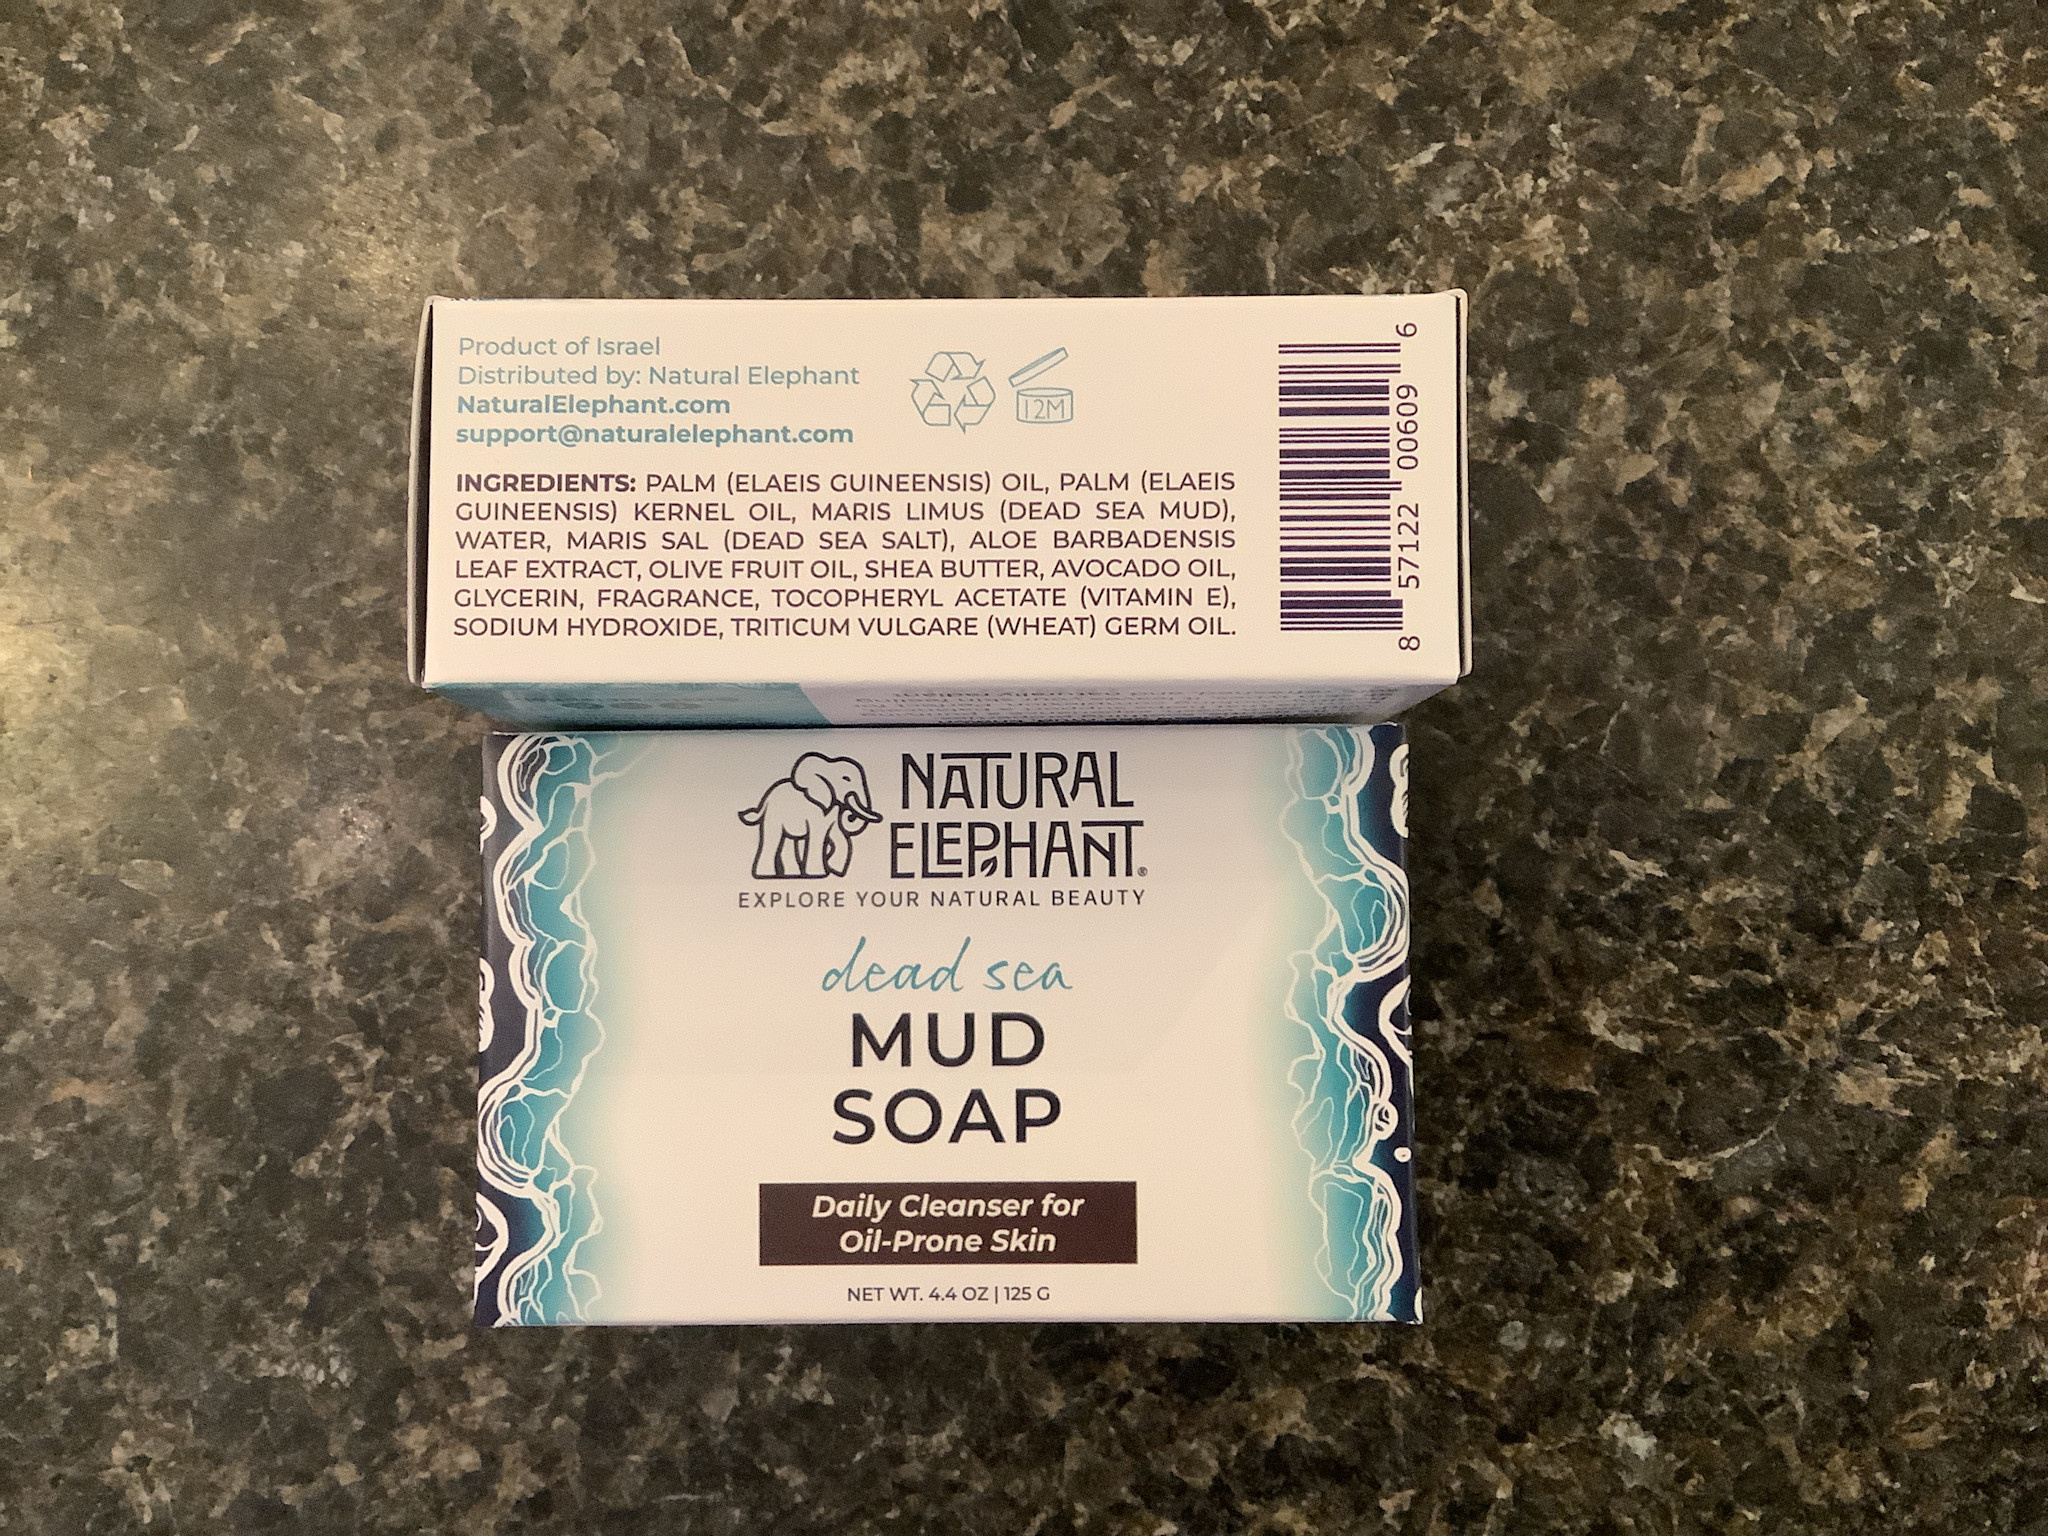 Product of Israel
Distributed by: Natural Elephant
NaturalElephant.com
support@naturalelephant.com
12M
INGREDIENTS: PALM (ELAEIS GUINEENSIS) OIL, PALM (ELAEIS
GUINEENSIS) KERNEL OIL, MARIS LIMUS (DEAD SEA MUD),
WATER, MARIS SAL (DEAD SEA SALT), ALOE BARBADENSIS
LEAF EXTRACT, OLIVE FRUIT OIL, SHEA BUTTER, AVOCADO OIL,
GLYCERIN, FRAGRANCE, TOCOPHERYL ACETATE (VITAMIN E),
SODIUM HYDROXIDE, TRITICUM VULGARE (WHEAT) GERM OIL.
8 57122 00609 6
NATURAL
ELEPHANT®
EXPLORE YOUR NATURAL BEAUTY
dead sea
MUD
SOAP
Daily Cleanser for
Oil-Prone Skin
NET WT. 4.4 OZ | 125 G